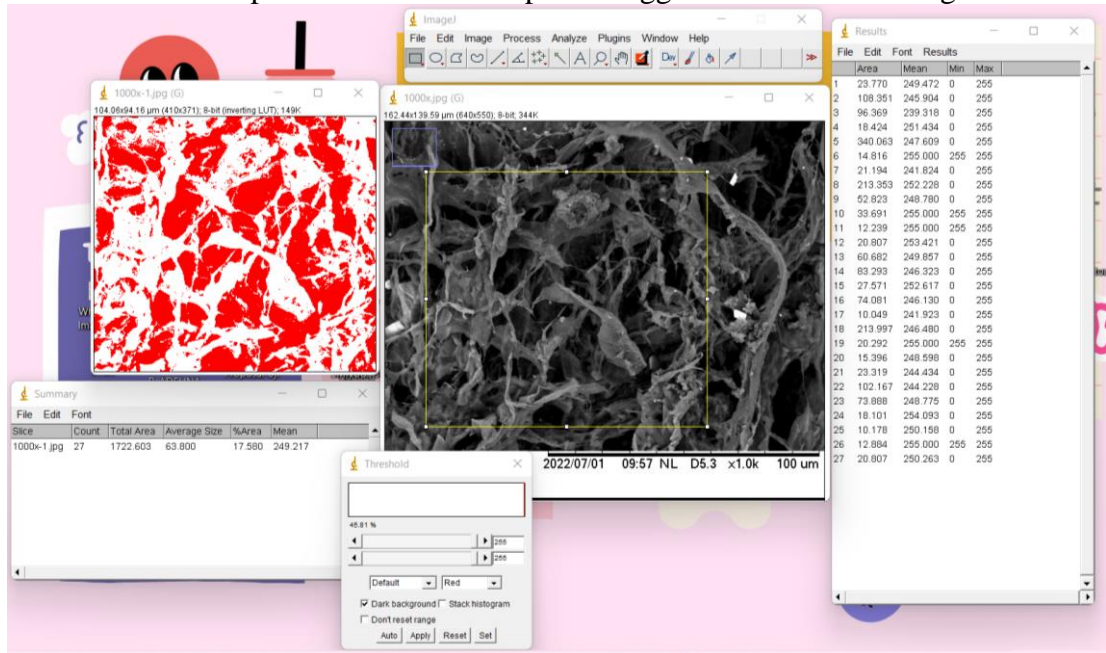 ImageJ
File Edit Image Process Analyze Plugins Window Help
Dev
1000x-1.jpg (G)
104.06x94.16 µm (410x371); 8-bit (inverting LUT); 149K
1000x.jpg (G)
162.44x139.59 µm (640x550); 8-bit; 344K
2022/07/01 09:57 NL D5.3 x1.0k 100 um
Summary
File Edit Font
Slice Count Total Area Average Size %Area Mean
1000x-1.jpg 27 1722.603 63.800 17.580 249.217
Threshold
45.81 %
255
255
Default Red
Dark background Stack histogram
Don't reset range
Auto Apply Reset Set
Results
File Edit Font Results
Area Mean Min Max
1 23.770 249.472 0 255
2 108.351 245.904 0 255
3 96.369 239.318 0 255
4 18.424 251.434 0 255
5 340.063 247.609 0 255
6 14.816 255.000 255 255
7 21.194 241.824 0 255
8 213.353 252.228 0 255
9 52.823 248.780 0 255
10 33.691 255.000 255 255
11 12.239 255.000 255 255
12 20.807 253.421 0 255
13 60.682 249.857 0 255
14 83.293 246.323 0 255
15 27.571 252.617 0 255
16 74.081 246.130 0 255
17 10.049 241.923 0 255
18 213.997 246.480 0 255
19 20.292 255.000 255 255
20 15.396 248.598 0 255
21 23.319 244.434 0 255
22 102.167 244.228 0 255
23 73.888 248.775 0 255
24 18.101 254.093 0 255
25 10.178 250.158 0 255
26 12.884 255.000 255 255
27 20.807 250.263 0 255